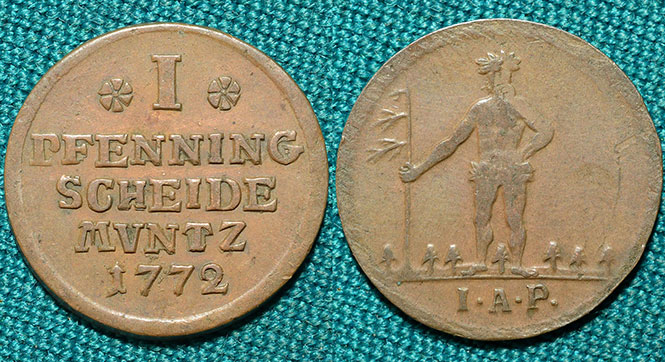 I
PFENNING
SCHEIDE
MVNTZ
1772
I·A·P·